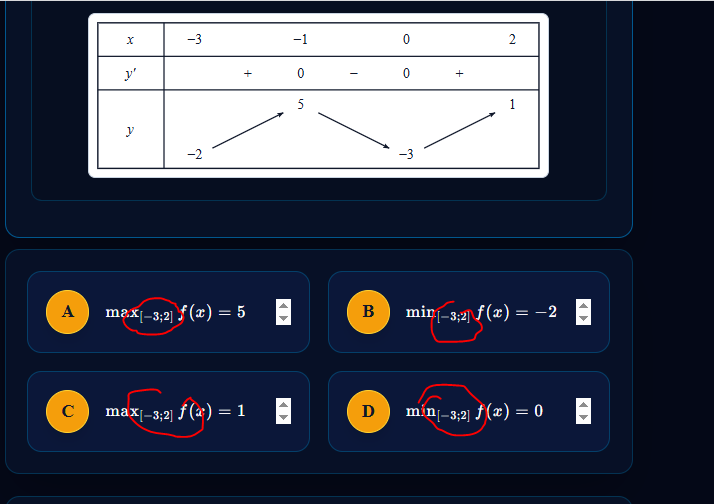 x −3 −1 0 2
y′ + 0 − 0 +
5 1
y
−2 −3
A max[−3;2] f(x) = 5
B min[−3;2] f(x) = −2
C max[−3;2] f(x) = 1
D min[−3;2] f(x) = 0